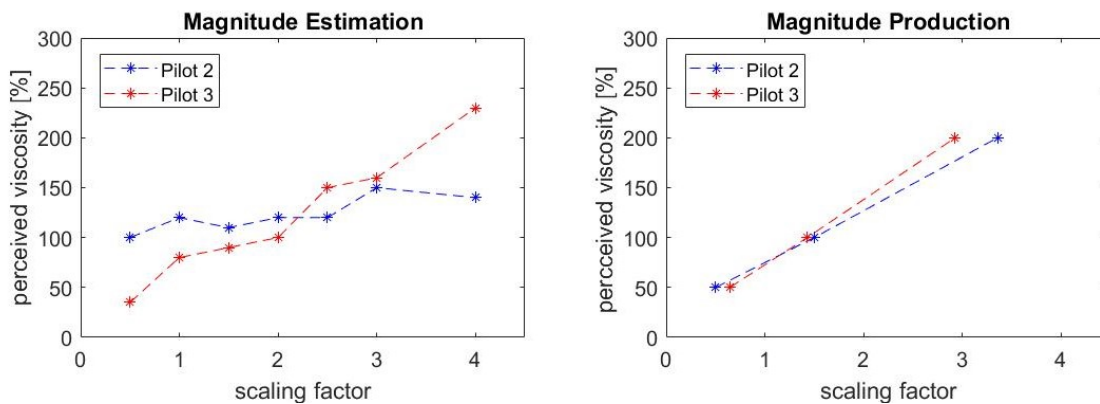 Magnitude Estimation
perceived viscosity [%]
300
250
200
150
100
50
0
Pilot 2
Pilot 3
0 1 2 3 4
scaling factor
Magnitude Production
percceived viscosity [%]
300
250
200
150
100
50
0
Pilot 2
Pilot 3
0 1 2 3 4
scaling factor